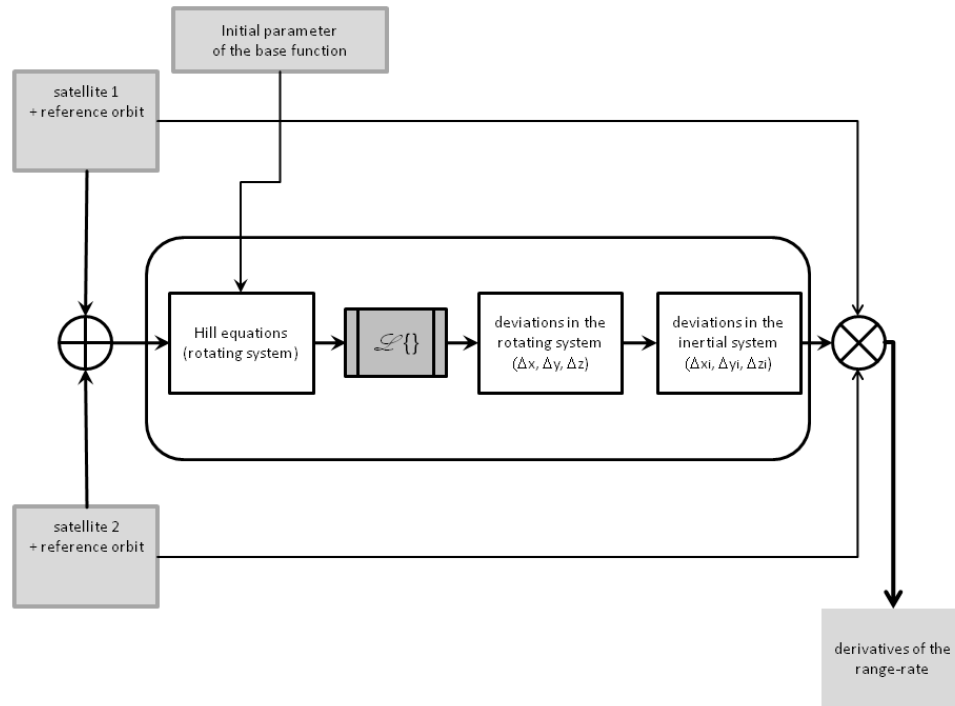 Initial parameter
of the base function
satellite 1
+ reference orbit
Hill equations
(rotating system)
ℒ{}
deviations in the
rotating system
(Δx, Δy, Δz)
deviations in the
inertial system
(Δxi, Δyi, Δzi)
satellite 2
+ reference orbit
derivatives of the
range-rate